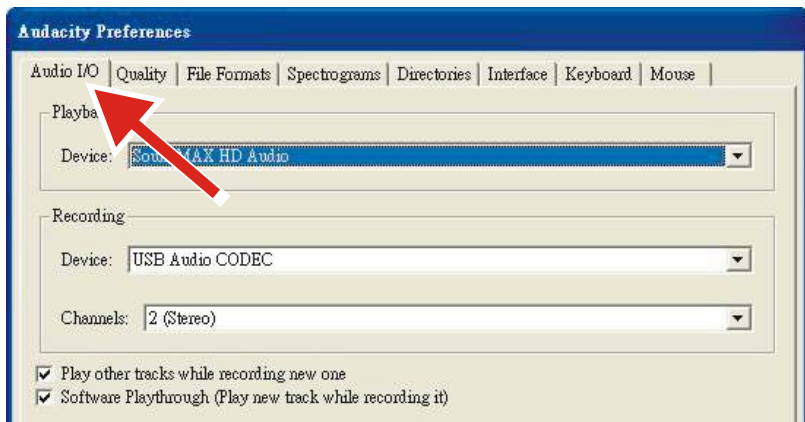 Audacity Preferences
Audio I/O Quality File Formats Spectrograms Directories Interface Keyboard Mouse
Device: MAX HD Audio
Recording
Device: USB Audio CODEC
Channels: 2 (Stereo)
Play other tracks while recording new one
Software Playthrough (Play new track while recording it)